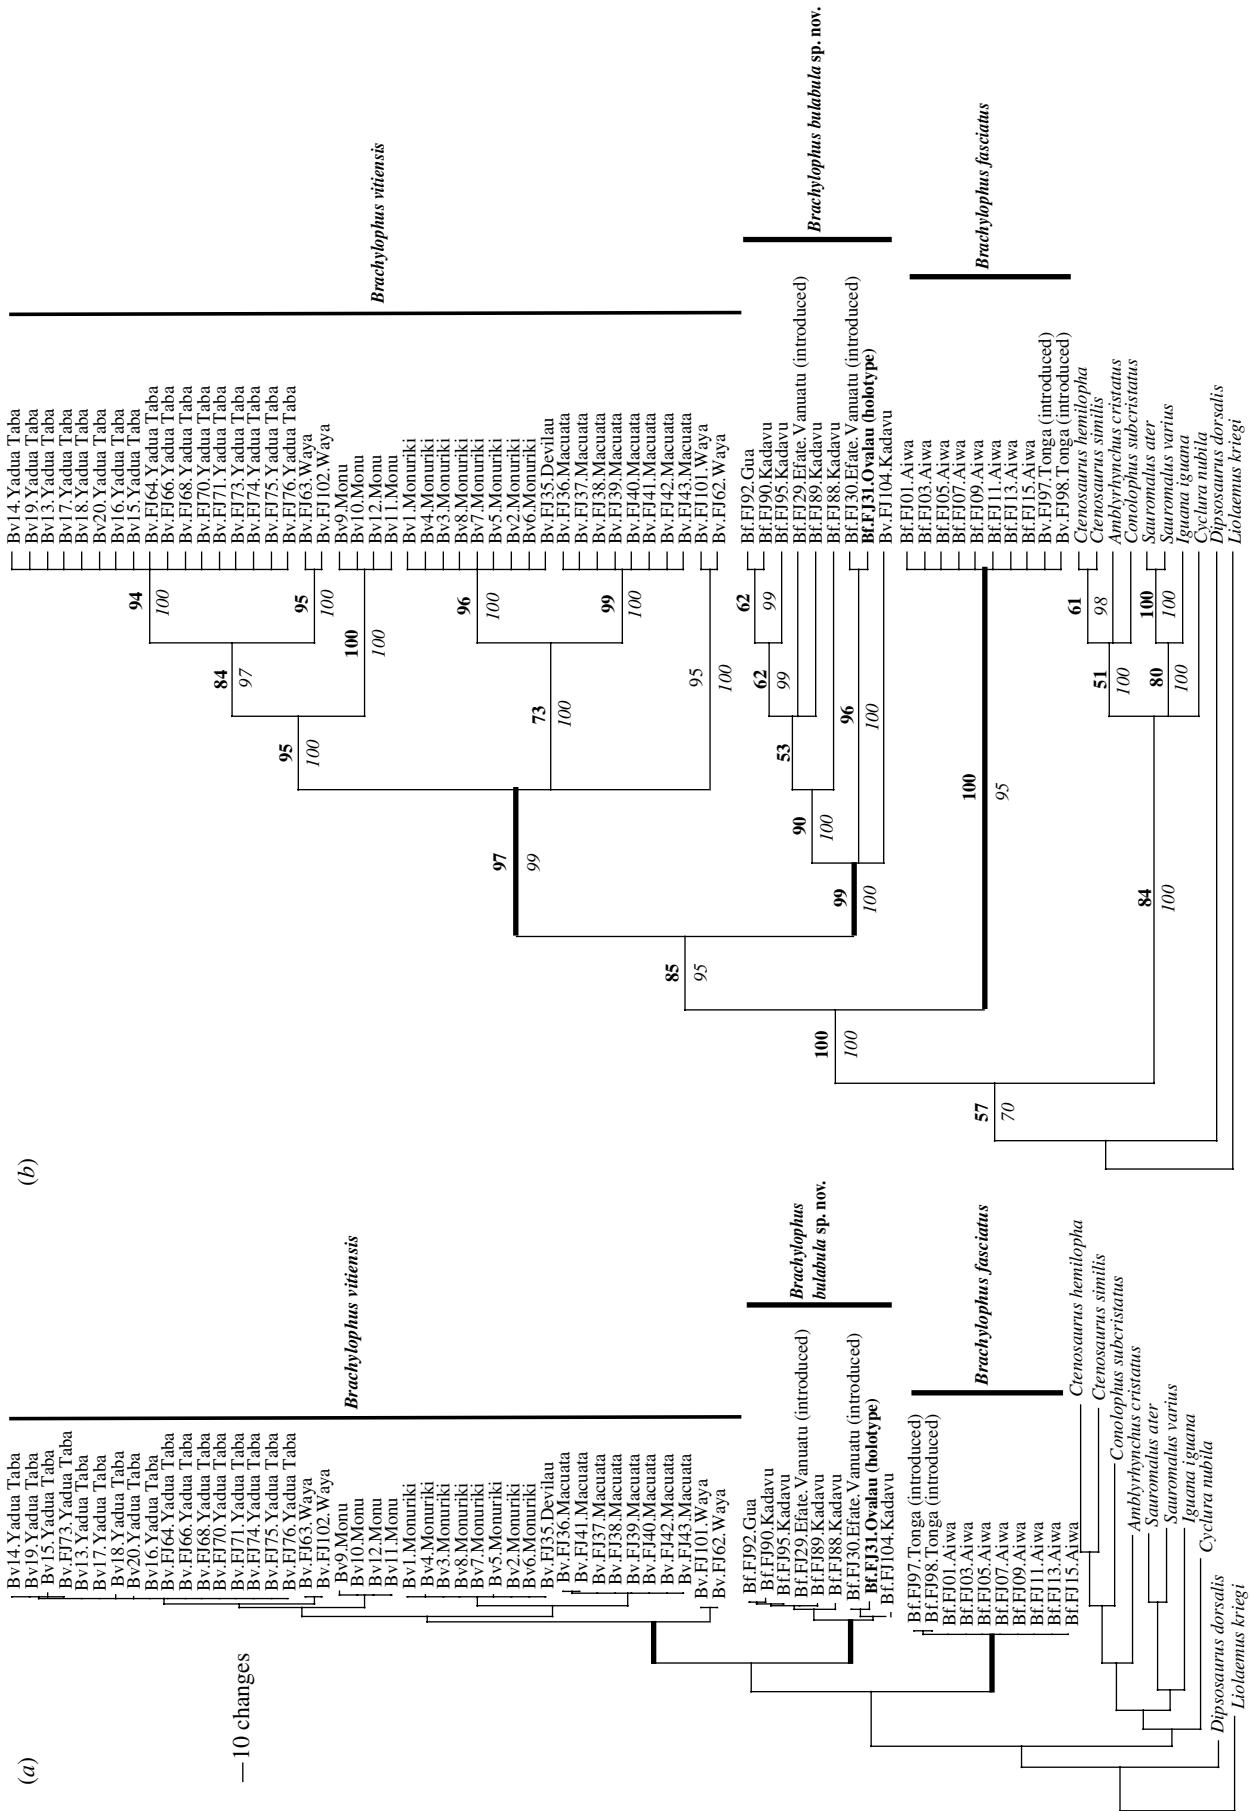 (a)
Bv14.Yadua Taba
Bv19.Yadua Taba
Bv15.Yadua Taba
Bv.FJ73.Yadua Taba
Bv13.Yadua Taba
Bv17.Yadua Taba
Bv18.Yadua Taba
Bv20.Yadua Taba
Bv16.Yadua Taba
Bv.FJ64.Yadua Taba
Bv.FJ66.Yadua Taba
Bv.FJ68.Yadua Taba
Bv.FJ70.Yadua Taba
Bv.FJ71.Yadua Taba
Bv.FJ74.Yadua Taba
Bv.FJ75.Yadua Taba
Bv.FJ76.Yadua Taba
Bv.FJ63.Waya
Bv.FJ102.Waya
Bv9.Monu
Bv10.Monu
Bv12.Monu
Bv11.Monu
Bv1.Monuriki
Bv4.Monuriki
Bv3.Monuriki
Bv8.Monuriki
Bv7.Monuriki
Bv5.Monuriki
Bv2.Monuriki
Bv6.Monuriki
Bv.FJ35.Devilau
Bv.FJ36.Macuata
Bv.FJ41.Macuata
Bv.FJ37.Macuata
Bv.FJ38.Macuata
Bv.FJ39.Macuata
Bv.FJ40.Macuata
Bv.FJ42.Macuata
Bv.FJ43.Macuata
Bv.FJ101.Waya
Bv.FJ62.Waya
Bf.FJ92.Gua
Bf.FJ90.Kadavu
Bf.FJ95.Kadavu
Bf.FJ29.Efate.Vanuatu (introduced)
Bf.FJ89.Kadavu
Bf.FJ88.Kadavu
Bf.FJ30.Efate.Vanuatu (introduced)
Bf.FJ31.Ovalau (holotype)
Bv.FJ104.Kadavu
Bf.FJ97.Tonga (introduced)
Bf.FJ98.Tonga (introduced)
Bf.FJ01.Aiwa
Bf.FJ03.Aiwa
Bf.FJ05.Aiwa
Bf.FJ07.Aiwa
Bf.FJ09.Aiwa
Bf.FJ11.Aiwa
Bf.FJ13.Aiwa
Bf.FJ15.Aiwa
Ctenosaurus hemilopha
Ctenosaurus similis
Conolophus subcristatus
Amblyrhynchus cristatus
Sauromalus ater
Sauromalus varius
Iguana iguana
Cyclura nubila
Dipsosaurus dorsalis
Liolaemus kriegi
Brachylophus vitiensis
Brachylophus
bulabula sp. nov.
Brachylophus fasciatus
10 changes
(b)
Bv14.Yadua Taba
Bv19.Yadua Taba
Bv13.Yadua Taba
Bv17.Yadua Taba
Bv18.Yadua Taba
Bv20.Yadua Taba
Bv16.Yadua Taba
Bv15.Yadua Taba
Bv.FJ64.Yadua Taba
Bv.FJ66.Yadua Taba
Bv.FJ68.Yadua Taba
Bv.FJ70.Yadua Taba
Bv.FJ71.Yadua Taba
Bv.FJ73.Yadua Taba
Bv.FJ74.Yadua Taba
Bv.FJ75.Yadua Taba
Bv.FJ76.Yadua Taba
Bv.FJ63.Waya
Bv.FJ102.Waya
Bv9.Monu
Bv10.Monu
Bv12.Monu
Bv11.Monu
Bv1.Monuriki
Bv4.Monuriki
Bv3.Monuriki
Bv8.Monuriki
Bv7.Monuriki
Bv5.Monuriki
Bv2.Monuriki
Bv6.Monuriki
Bv.FJ35.Devilau
Bv.FJ36.Macuata
Bv.FJ37.Macuata
Bv.FJ38.Macuata
Bv.FJ39.Macuata
Bv.FJ40.Macuata
Bv.FJ41.Macuata
Bv.FJ42.Macuata
Bv.FJ43.Macuata
Bv.FJ101.Waya
Bv.FJ62.Waya
Bf.FJ92.Gua
Bf.FJ90.Kadavu
Bf.FJ95.Kadavu
Bf.FJ29.Efate.Vanuatu (introduced)
Bf.FJ89.Kadavu
Bf.FJ88.Kadavu
Bf.FJ30.Efate.Vanuatu (introduced)
Bf.FJ31.Ovalau (holotype)
Bv.FJ104.Kadavu
Bf.FJ01.Aiwa
Bf.FJ03.Aiwa
Bf.FJ05.Aiwa
Bf.FJ07.Aiwa
Bf.FJ09.Aiwa
Bf.FJ11.Aiwa
Bf.FJ13.Aiwa
Bf.FJ15.Aiwa
Bv.FJ97.Tonga (introduced)
Bv.FJ98.Tonga (introduced)
Ctenosaurus hemilopha
Ctenosaurus similis
Amblyrhynchus cristatus
Conolophus subcristatus
Sauromalus ater
Sauromalus varius
Iguana iguana
Cyclura nubila
Dipsosaurus dorsalis
Liolaemus kriegi
Brachylophus vitiensis
Brachylophus bulabula sp. nov.
Brachylophus fasciatus
94
100
95
100
84
97
100
100
95
100
96
100
99
100
73
100
95
100
97
99
62
99
62
99
53
90
100
96
100
99
100
85
95
100
95
100
100
61
98
51
100
100
100
80
100
84
100
57
70